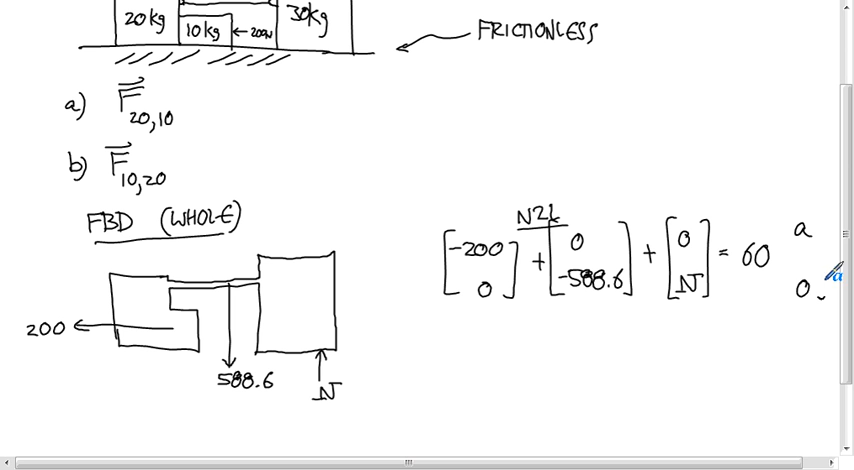 20kg 10kg ←200N 30kg
FRICTIONLESS
a) F⃗20,10
b) F⃗10,20
FBD (WHOLE)
N2L
[-200 0] + [0 -588.6] + [0 N] = 60 a 0
200
588.6
N